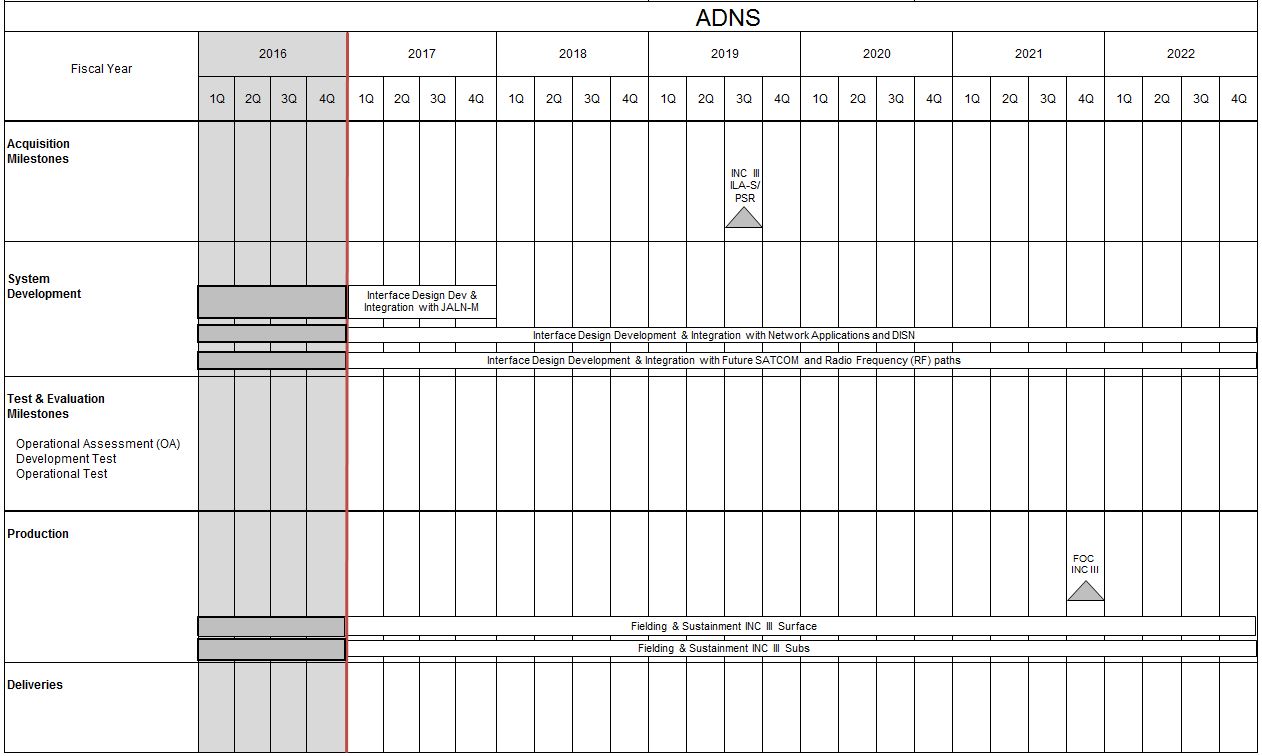 ADNS
Fiscal Year
2016 2017 2018 2019 2020 2021 2022
1Q 2Q 3Q 4Q 1Q 2Q 3Q 4Q 1Q 2Q 3Q 4Q 1Q 2Q 3Q 4Q 1Q 2Q 3Q 4Q 1Q 2Q 3Q 4Q 1Q 2Q 3Q 4Q
Acquisition
Milestones
INC III
ILA-S/
PSR
System
Development
Interface Design Dev &
Integration with JALN-M
Interface Design Development & Integration with Network Applications and DISN
Interface Design Development & Integration with Future SATCOM and Radio Frequency (RF) paths
Test & Evaluation
Milestones
Operational Assessment (OA)
Development Test
Operational Test
Production
FOC
INC III
Fielding & Sustainment INC III Surface
Fielding & Sustainment INC III Subs
Deliveries